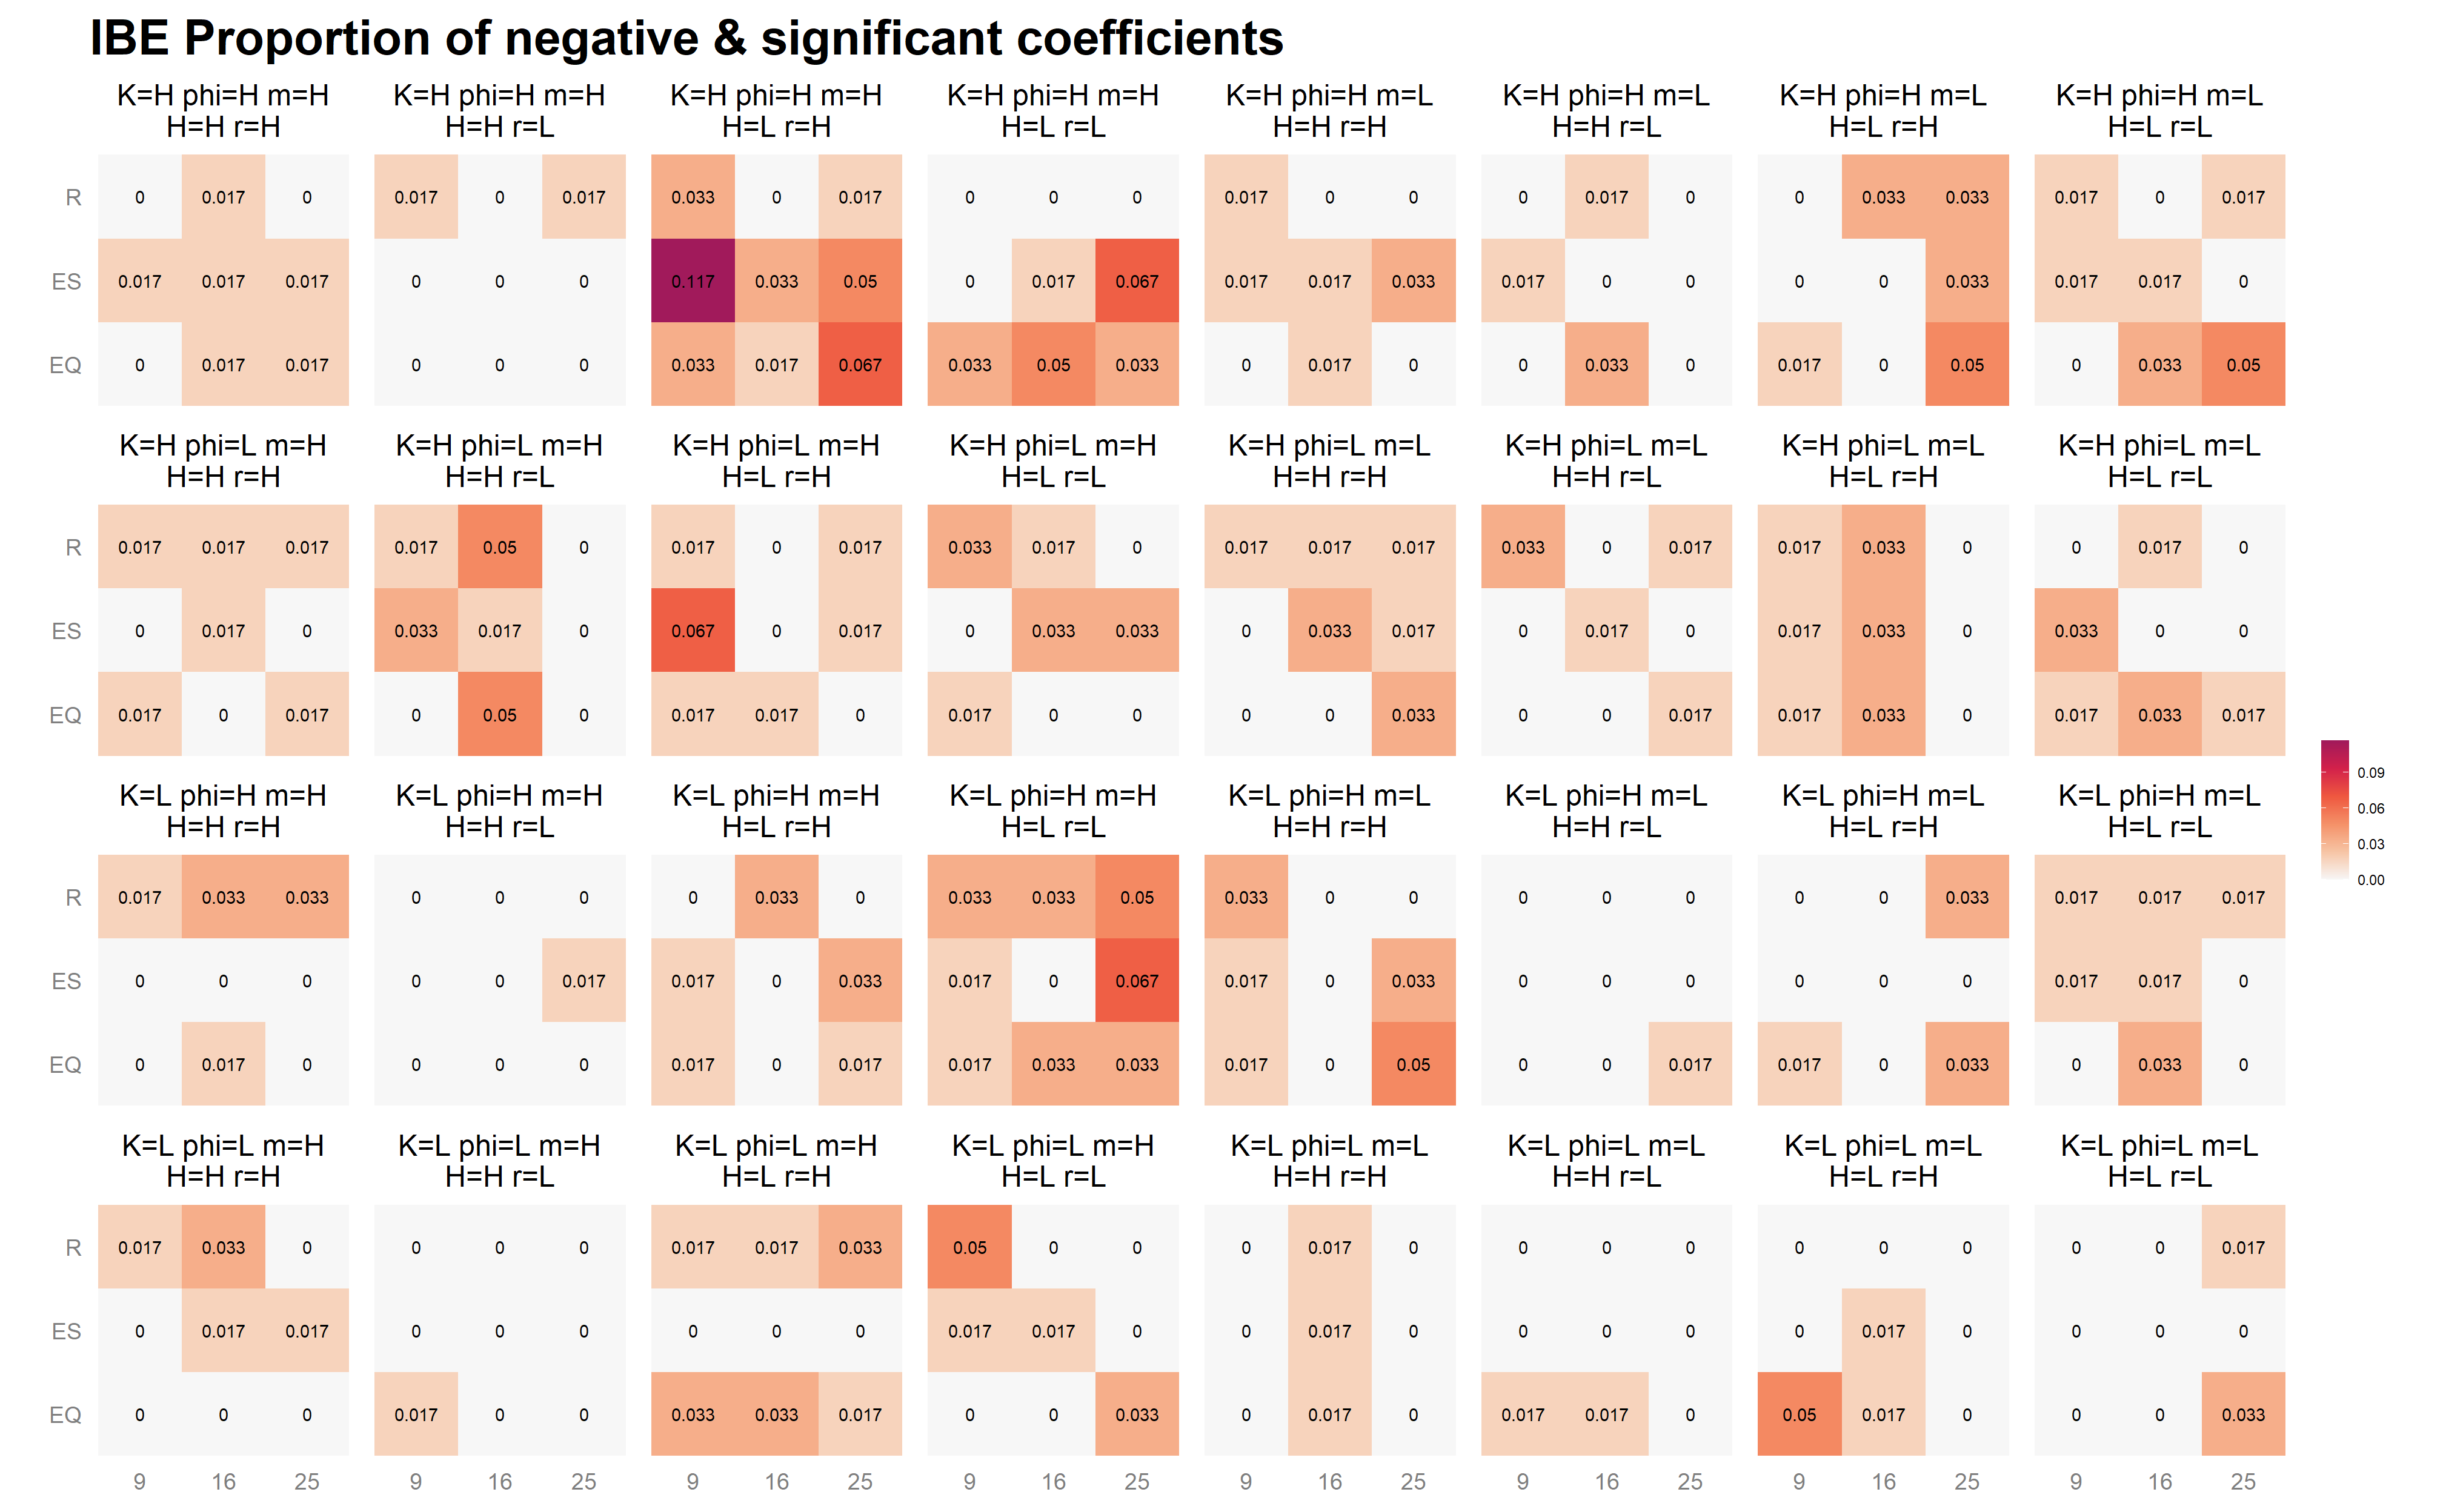 IBE Proportion of negative & significant coefficients
K=H phi=H m=H K=H phi=H m=H K=H phi=H m=H K=H phi=H m=H K=H phi=H m=L K=H phi=H m=L K=H phi=H m=L K=H phi=H m=L
H=H r=H H=H r=L H=L r=H H=L r=L H=H r=H H=H r=L H=L r=H H=L r=L
R 0 0.017 0 0.017 0 0.017 0.033 0 0.017 0 0 0 0.017 0 0 0 0.017 0 0 0.033 0.033 0.017 0 0.017
ES 0.017 0.017 0.017 0 0 0 0.117 0.033 0.05 0 0.017 0.067 0.017 0.017 0.033 0.017 0 0 0 0 0.033 0.017 0.017 0
EQ 0 0.017 0.017 0 0 0 0.033 0.017 0.067 0.033 0.05 0.033 0 0.017 0 0 0.033 0 0.017 0 0.05 0 0.033 0.05
K=H phi=L m=H K=H phi=L m=H K=H phi=L m=H K=H phi=L m=H K=H phi=L m=L K=H phi=L m=L K=H phi=L m=L K=H phi=L m=L
H=H r=H H=H r=L H=L r=H H=L r=L H=H r=H H=H r=L H=L r=H H=L r=L
R 0.017 0.017 0.017 0.017 0.05 0 0.017 0 0.017 0.033 0.017 0 0.017 0.017 0.017 0.033 0 0.017 0.017 0.033 0 0 0.017 0
ES 0 0.017 0 0.033 0.017 0 0.067 0 0.017 0 0.033 0.033 0 0.033 0.017 0 0.017 0 0.017 0.033 0 0.033 0 0
EQ 0.017 0 0.017 0 0.05 0 0.017 0.017 0 0.017 0 0 0 0 0.033 0 0 0.017 0.017 0.033 0 0.017 0.033 0.017
K=L phi=H m=H K=L phi=H m=H K=L phi=H m=H K=L phi=H m=H K=L phi=H m=L K=L phi=H m=L K=L phi=H m=L K=L phi=H m=L
H=H r=H H=H r=L H=L r=H H=L r=L H=H r=H H=H r=L H=L r=H H=L r=L
R 0.017 0.033 0.033 0 0 0 0 0.033 0 0.033 0.033 0.05 0.033 0 0 0 0 0 0 0 0.033 0.017 0.017 0.017
ES 0 0 0 0 0 0.017 0.017 0 0.033 0.017 0 0.067 0.017 0 0.033 0 0 0 0 0 0 0.017 0.017 0
EQ 0 0.017 0 0 0 0 0.017 0 0.017 0.017 0.033 0.033 0.017 0 0.05 0 0 0.017 0.017 0 0.033 0 0.033 0
K=L phi=L m=H K=L phi=L m=H K=L phi=L m=H K=L phi=L m=H K=L phi=L m=L K=L phi=L m=L K=L phi=L m=L K=L phi=L m=L
H=H r=H H=H r=L H=L r=H H=L r=L H=H r=H H=H r=L H=L r=H H=L r=L
R 0.017 0.033 0 0 0 0 0.017 0.017 0.033 0.05 0 0 0 0.017 0 0 0 0 0 0 0 0 0 0.017
ES 0 0.017 0.017 0 0 0 0 0 0 0.017 0.017 0 0 0.017 0 0 0 0 0 0.017 0 0 0 0
EQ 0 0 0 0.017 0 0 0.033 0.033 0.017 0 0 0.033 0 0.017 0 0.017 0.017 0 0.05 0.017 0 0 0 0.033
9 16 25 9 16 25 9 16 25 9 16 25 9 16 25 9 16 25 9 16 25 9 16 25
0.09
0.06
0.03
0.00